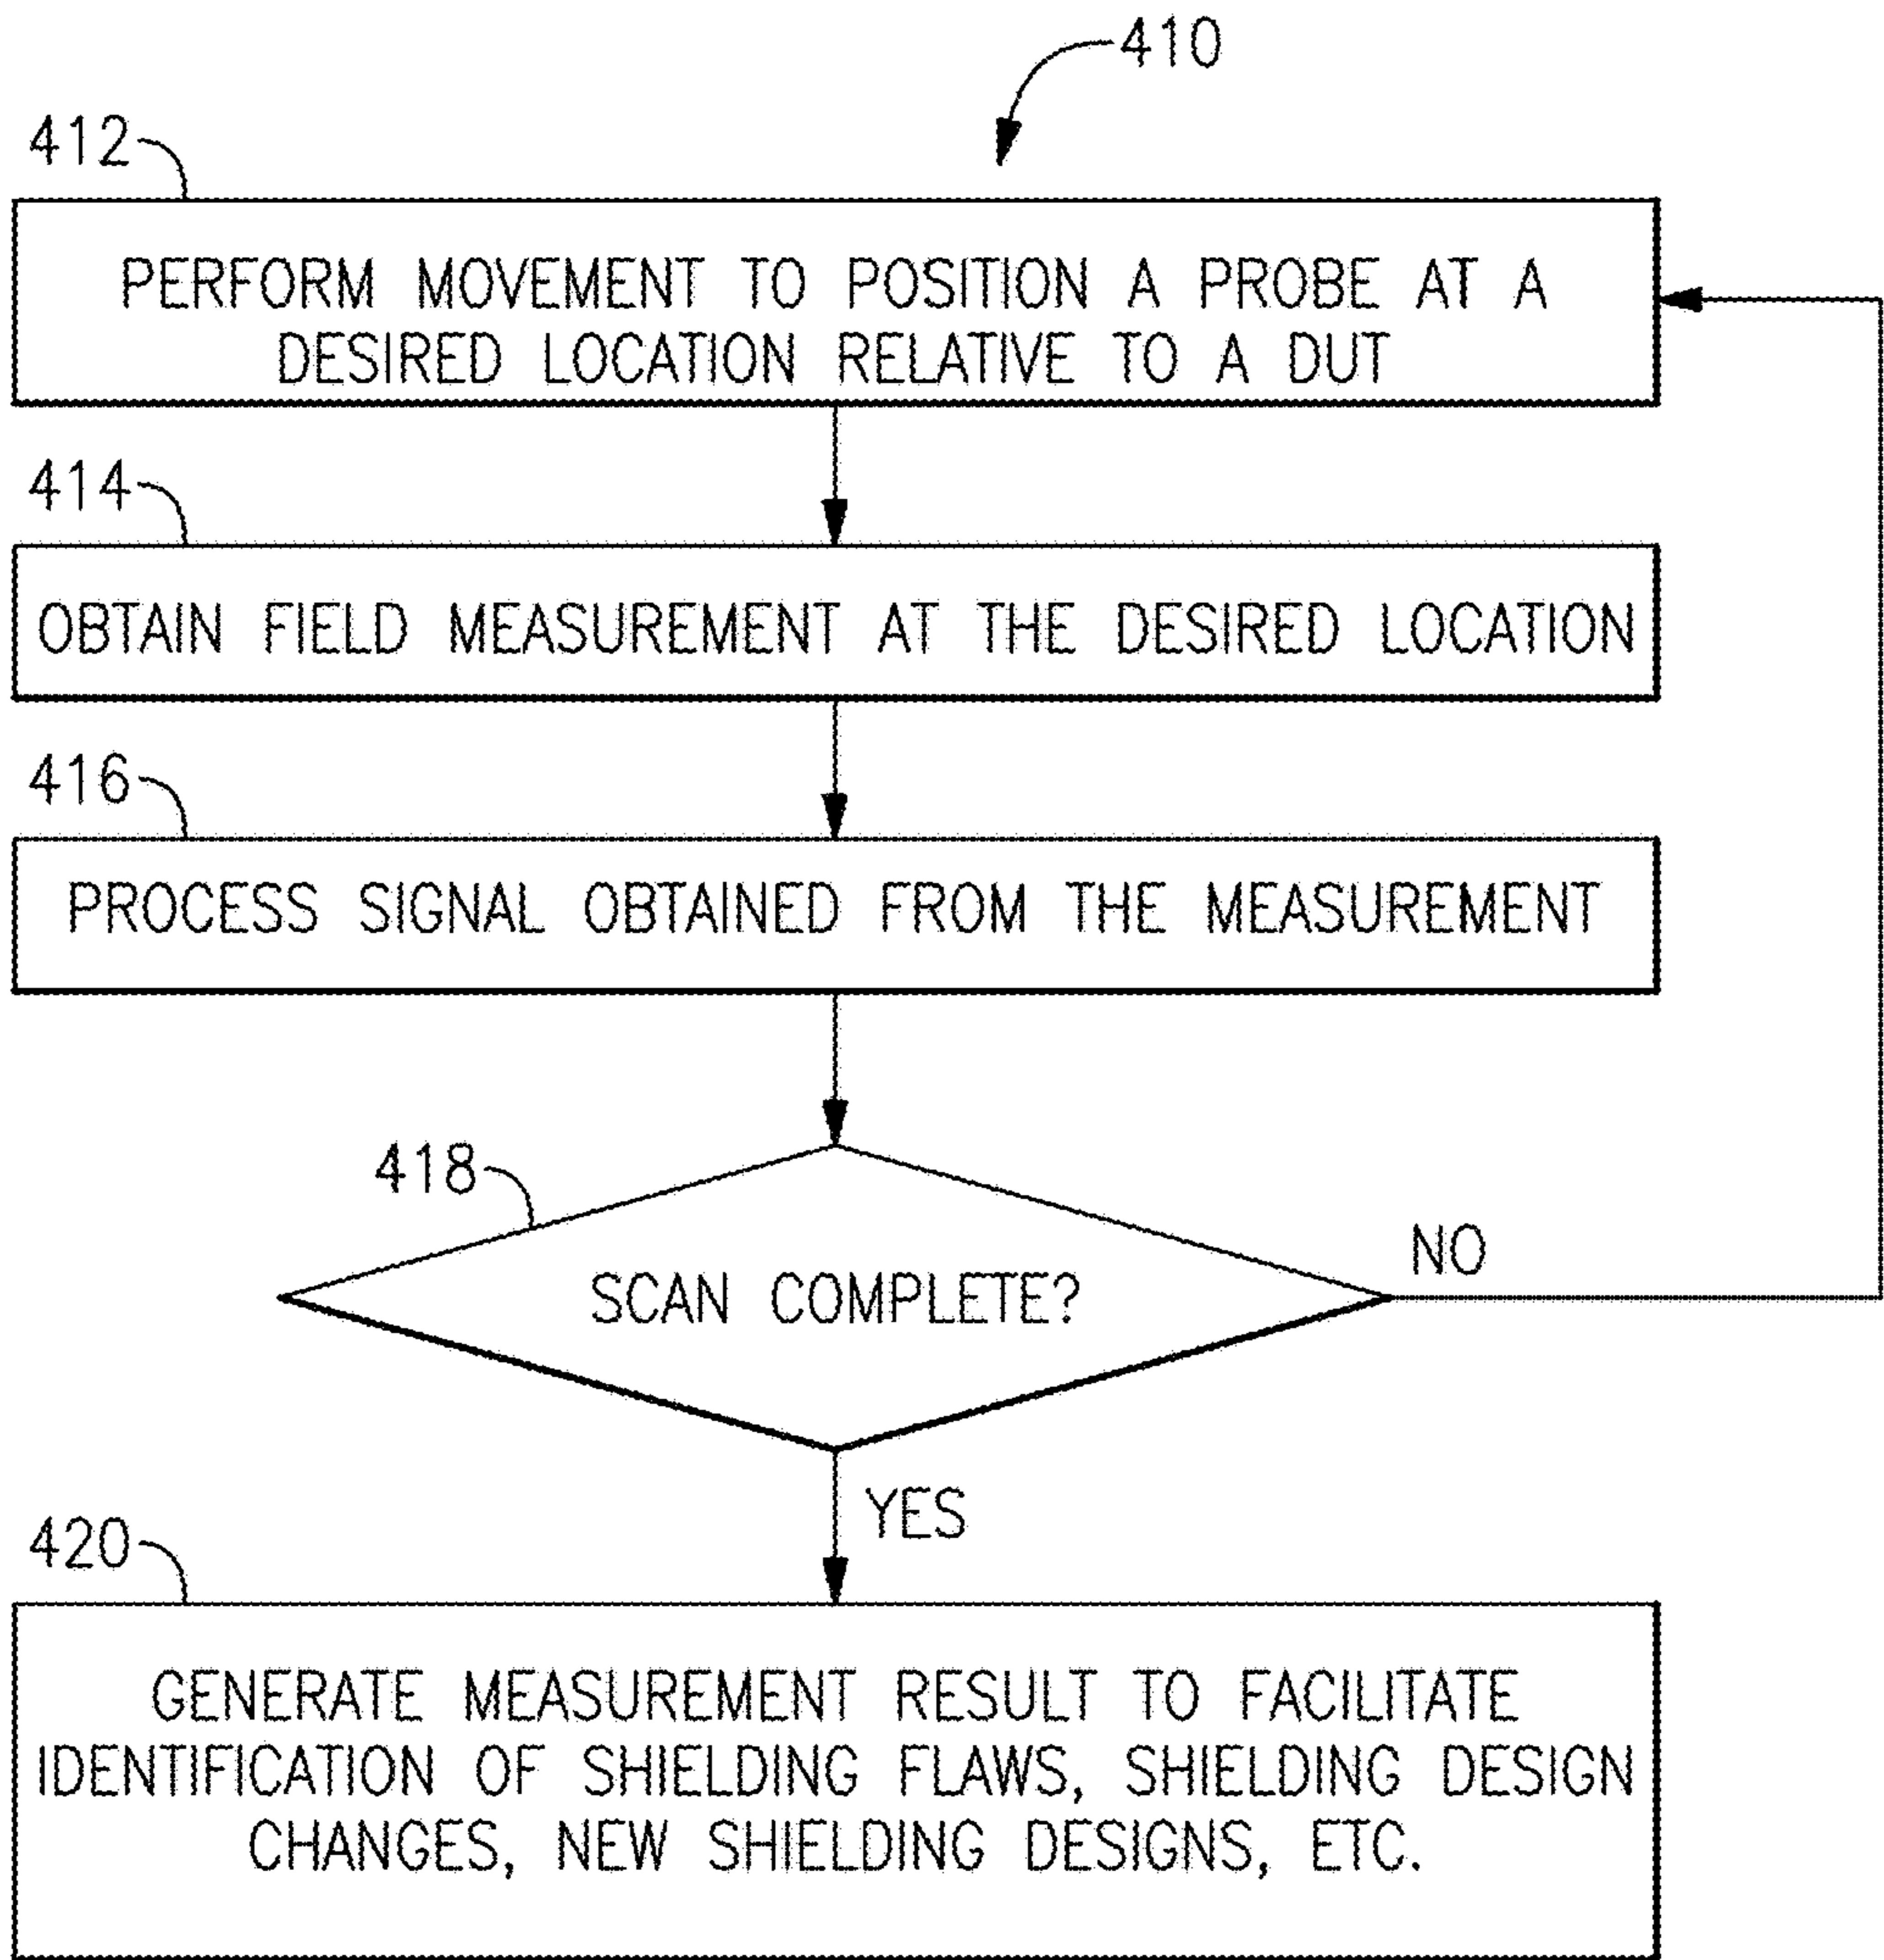 410
412
PERFORM MOVEMENT TO POSITION A PROBE AT A
DESIRED LOCATION RELATIVE TO A DUT
414
OBTAIN FIELD MEASUREMENT AT THE DESIRED LOCATION
416
PROCESS SIGNAL OBTAINED FROM THE MEASUREMENT
418
SCAN COMPLETE?
NO
YES
420
GENERATE MEASUREMENT RESULT TO FACILITATE
IDENTIFICATION OF SHIELDING FLAWS, SHIELDING DESIGN
CHANGES, NEW SHIELDING DESIGNS, ETC.